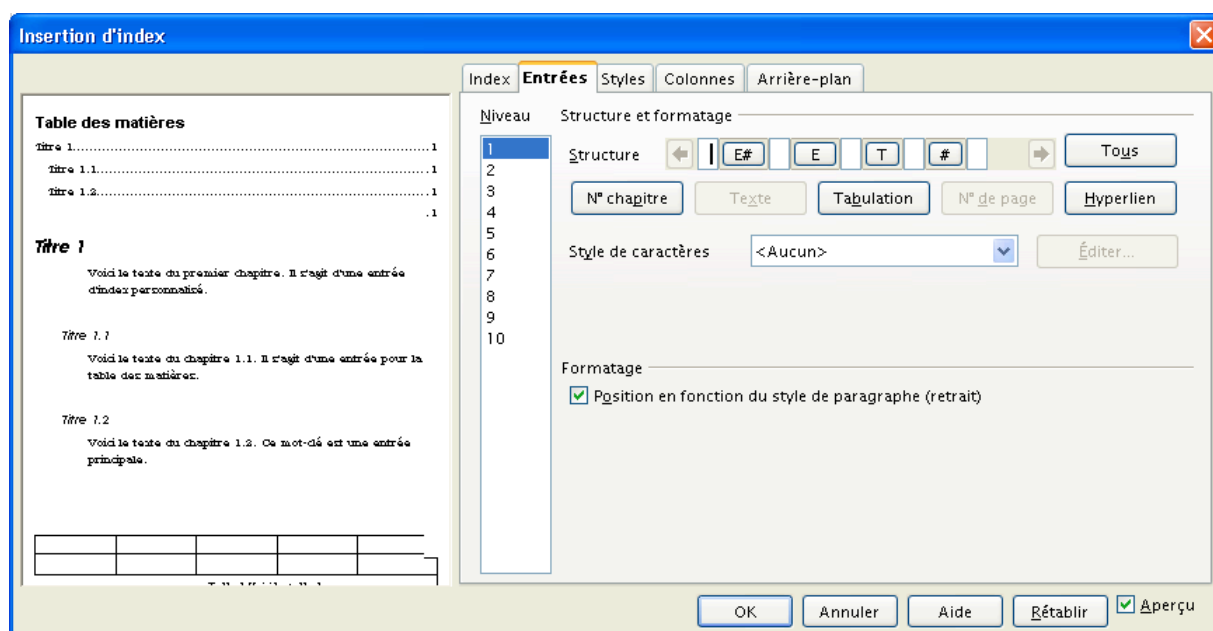 Insertion d'index
Index Entrées Styles Colonnes Arrière-plan
Table des matières
Titre 1....................................................................................1
Titre 1.1..............................................................................1
Titre 1.2..............................................................................1
.1
Titre 1
Voici le texte du premier chapitre. Il s'agit d'une entrée
d'index personnalisé.
Titre 1.1
Voici le texte du chapitre 1.1. Il s'agit d'une entrée pour la
table des matières.
Titre 1.2
Voici le texte du chapitre 1.2. Ce mot-clé est une entrée
principale.
Niveau
1
2
3
4
5
6
7
8
9
10
Structure et formatage
Structure E# E T # Tous
N° chapitre Texte Tabulation N° de page Hyperlien
Style de caractères <Aucun> Éditer...
Formatage
Position en fonction du style de paragraphe (retrait)
OK Annuler Aide Rétablir Aperçu